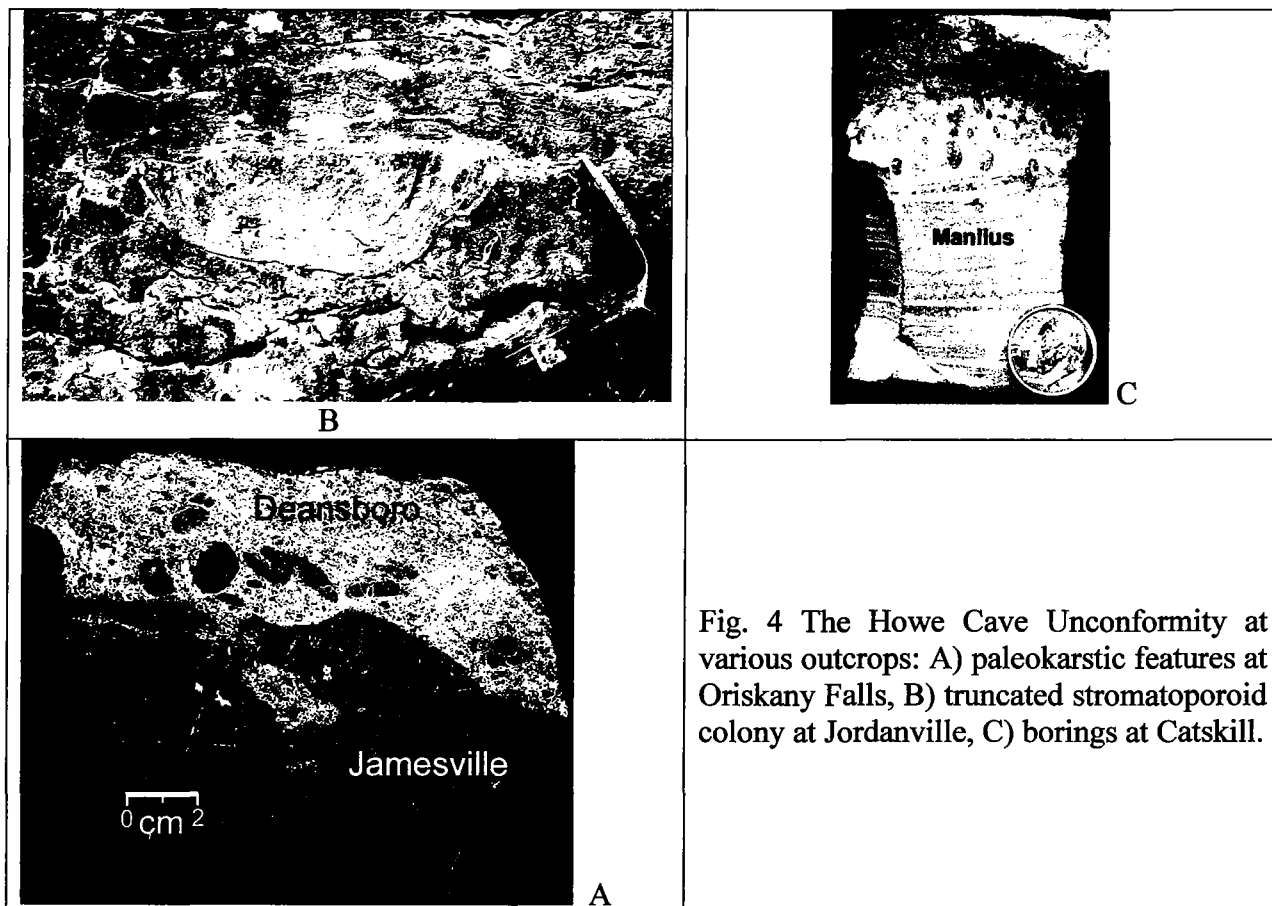 B
Manlius
C
Deansboro
Jamesville
0 cm 2
A
Fig. 4 The Howe Cave Unconformity at
various outcrops: A) paleokarstic features at
Oriskany Falls, B) truncated stromatoporoid
colony at Jordanville, C) borings at Catskill.